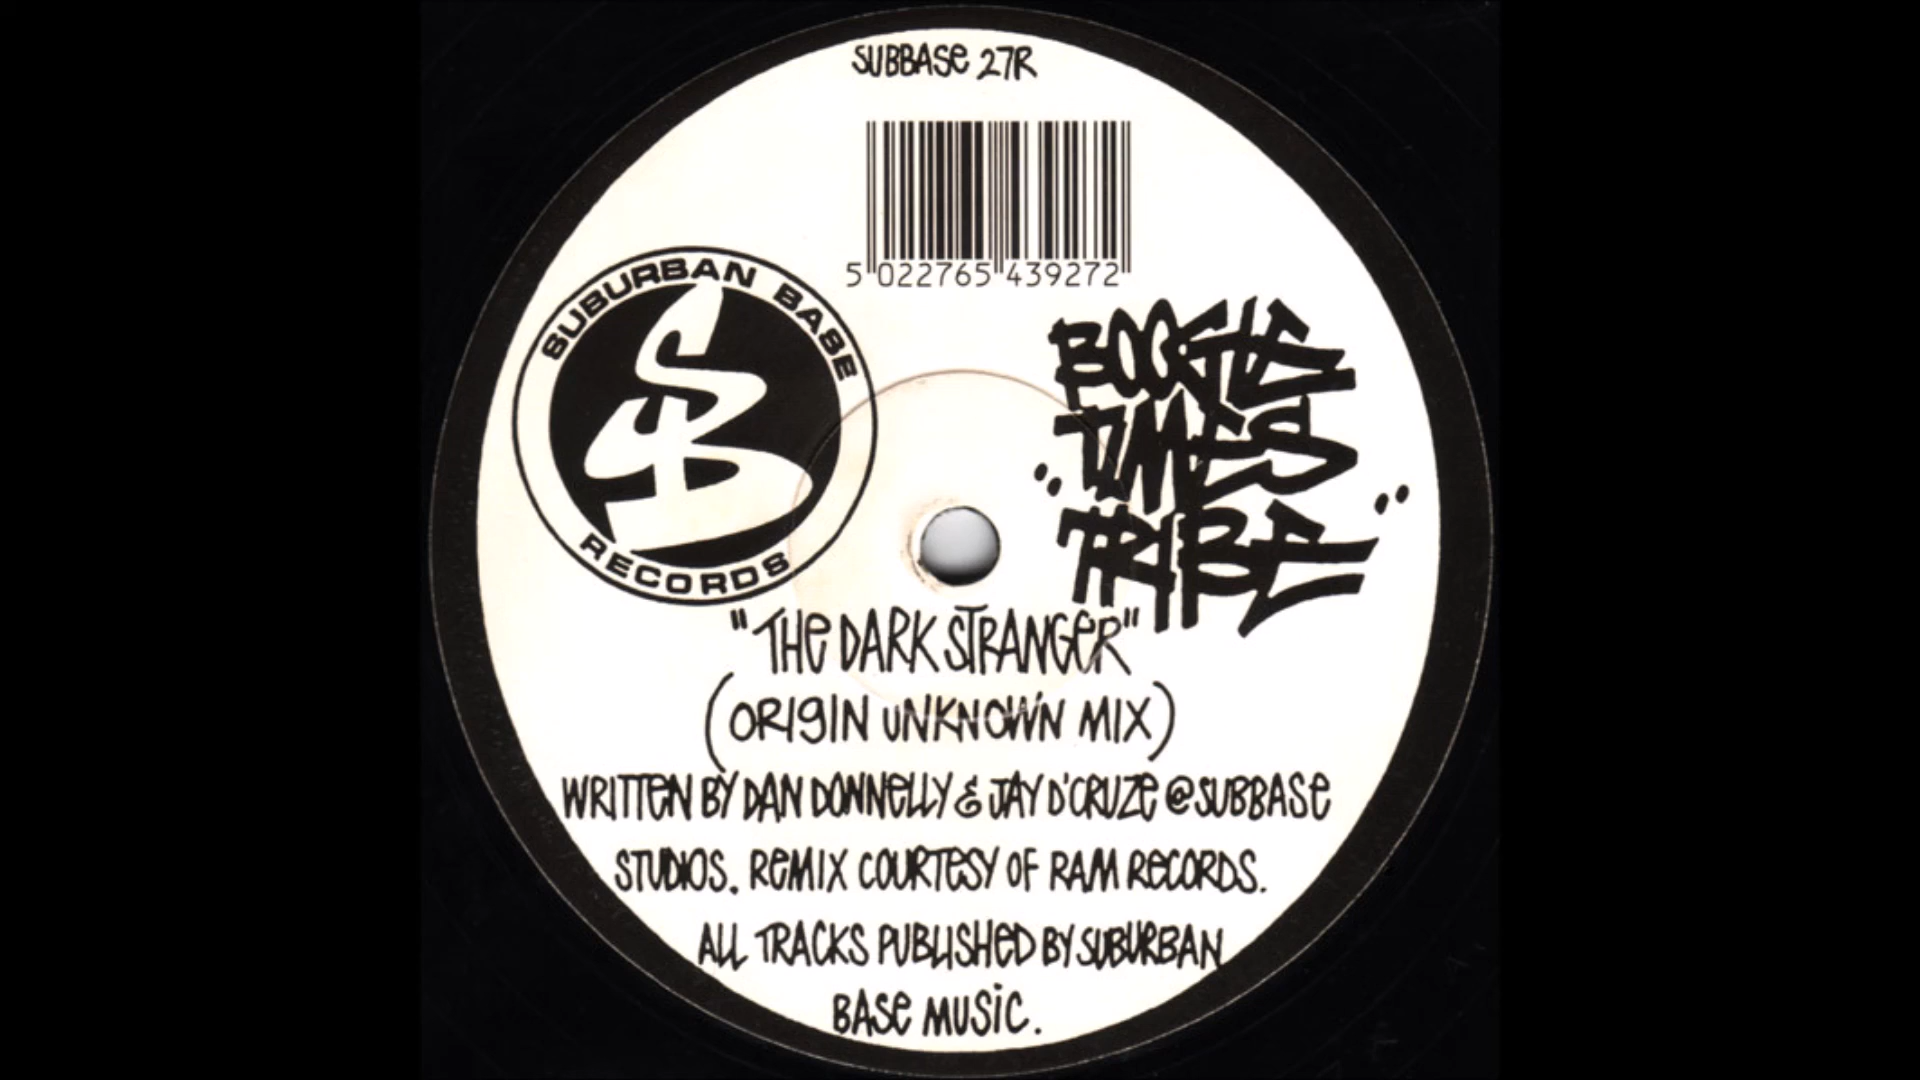 SUBBASE 27R
5 022765 439272
SUBURBAN BASE
RECORDS
SB
BOOGIE
TIMES
TRIBE
"THE DARK STRANGER"
(ORIGIN UNKNOWN MIX)
WRITTEN BY DAN DONNELLY & JAY D'CRUZE @ SUBBASE
STUDIOS. REMIX COURTESY OF RAM RECORDS.
ALL TRACKS PUBLISHED BY SUBURBAN
BASE MUSIC.